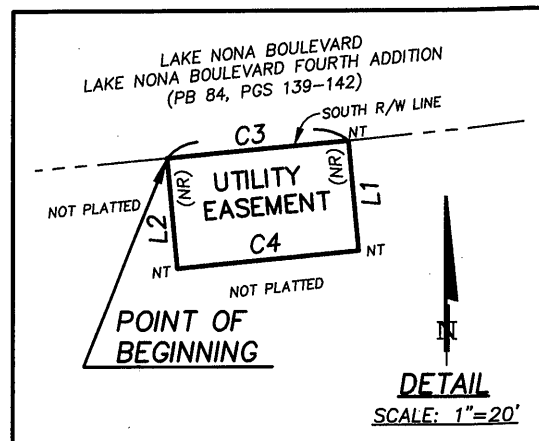 LAKE NONA BOULEVARD
LAKE NONA BOULEVARD FOURTH ADDITION
(PB 84, PGS 139-142)
SOUTH R/W LINE
C3
NT
(NR)
(NR)
UTILITY
EASEMENT
NOT PLATTED
L2
L1
C4
NT
NT
NOT PLATTED
POINT OF
BEGINNING
N
DETAIL
SCALE: 1"=20'